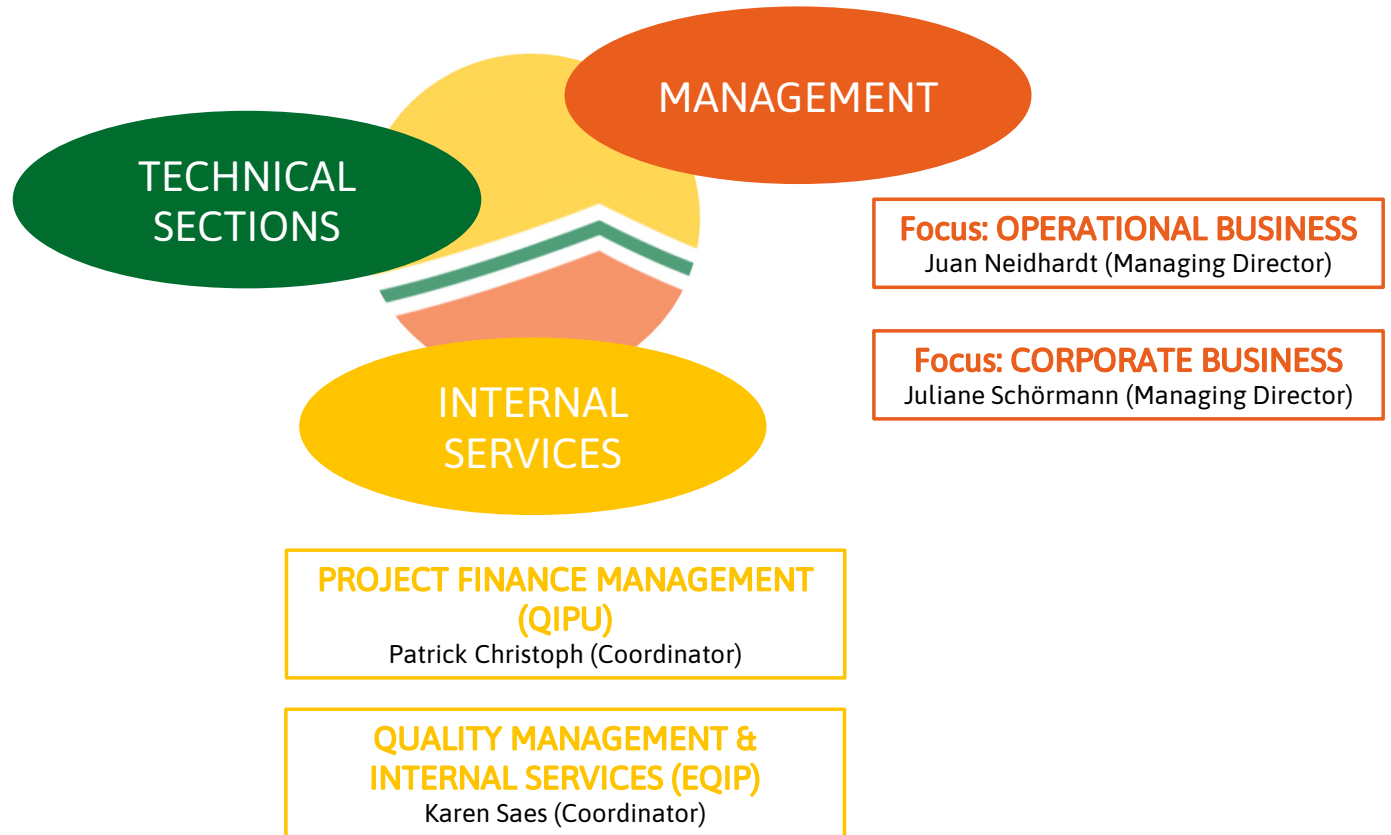 MANAGEMENT
TECHNICAL
SECTIONS
Focus: OPERATIONAL BUSINESS
Juan Neidhardt (Managing Director)
Focus: CORPORATE BUSINESS
Juliane Schörmann (Managing Director)
INTERNAL
SERVICES
PROJECT FINANCE MANAGEMENT
(QIPU)
Patrick Christoph (Coordinator)
QUALITY MANAGEMENT &
INTERNAL SERVICES (EQIP)
Karen Saes (Coordinator)